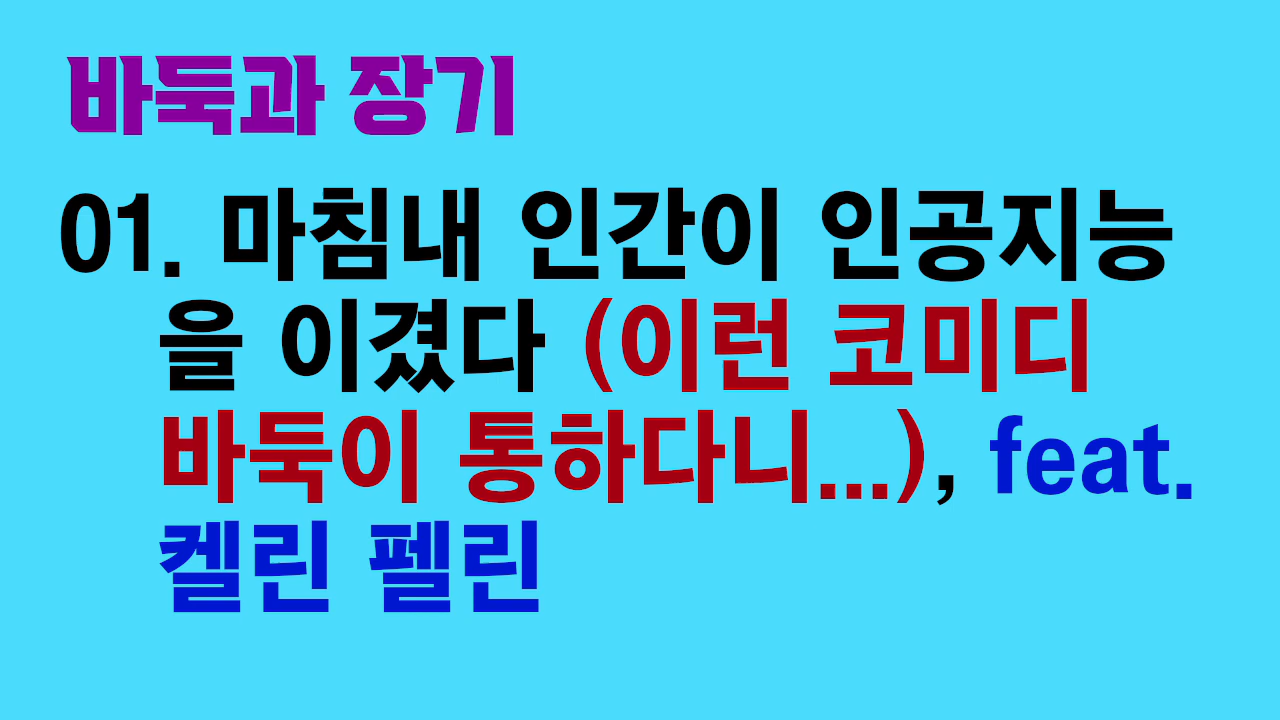 바둑과 장기
01. 마침내 인간이 인공지능
을 이겼다 (이런 코미디
바둑이 통하다니...), feat.
켈린 펠린